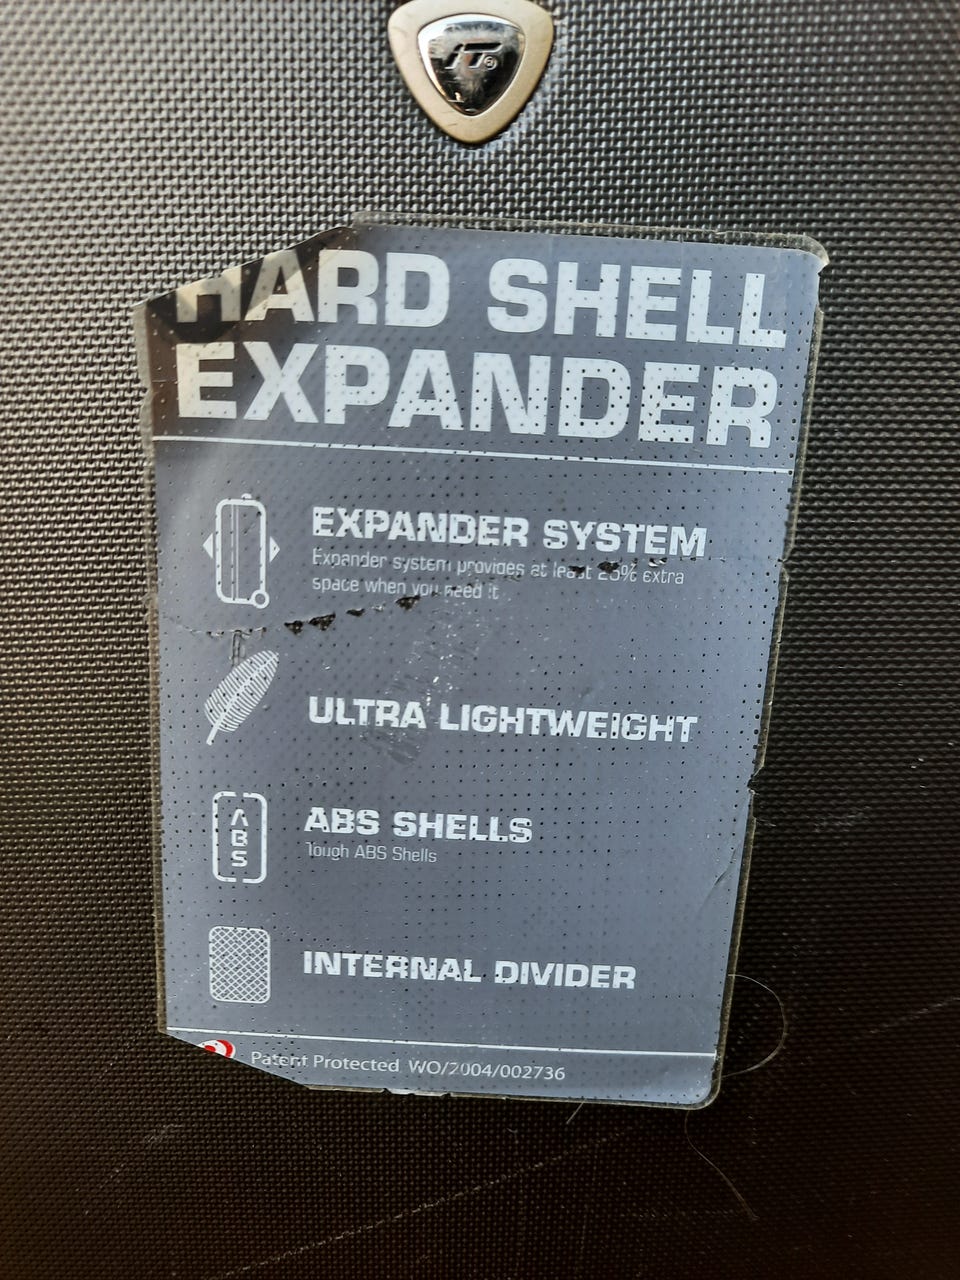 IT
HARD SHELL
EXPANDER
EXPANDER SYSTEM
Expander system provides at least 25% extra
space when you need it
ULTRA LIGHTWEIGHT
ABS
ABS SHELLS
Tough ABS Shells
INTERNAL DIVIDER
Patent Protected WO/2004/002736